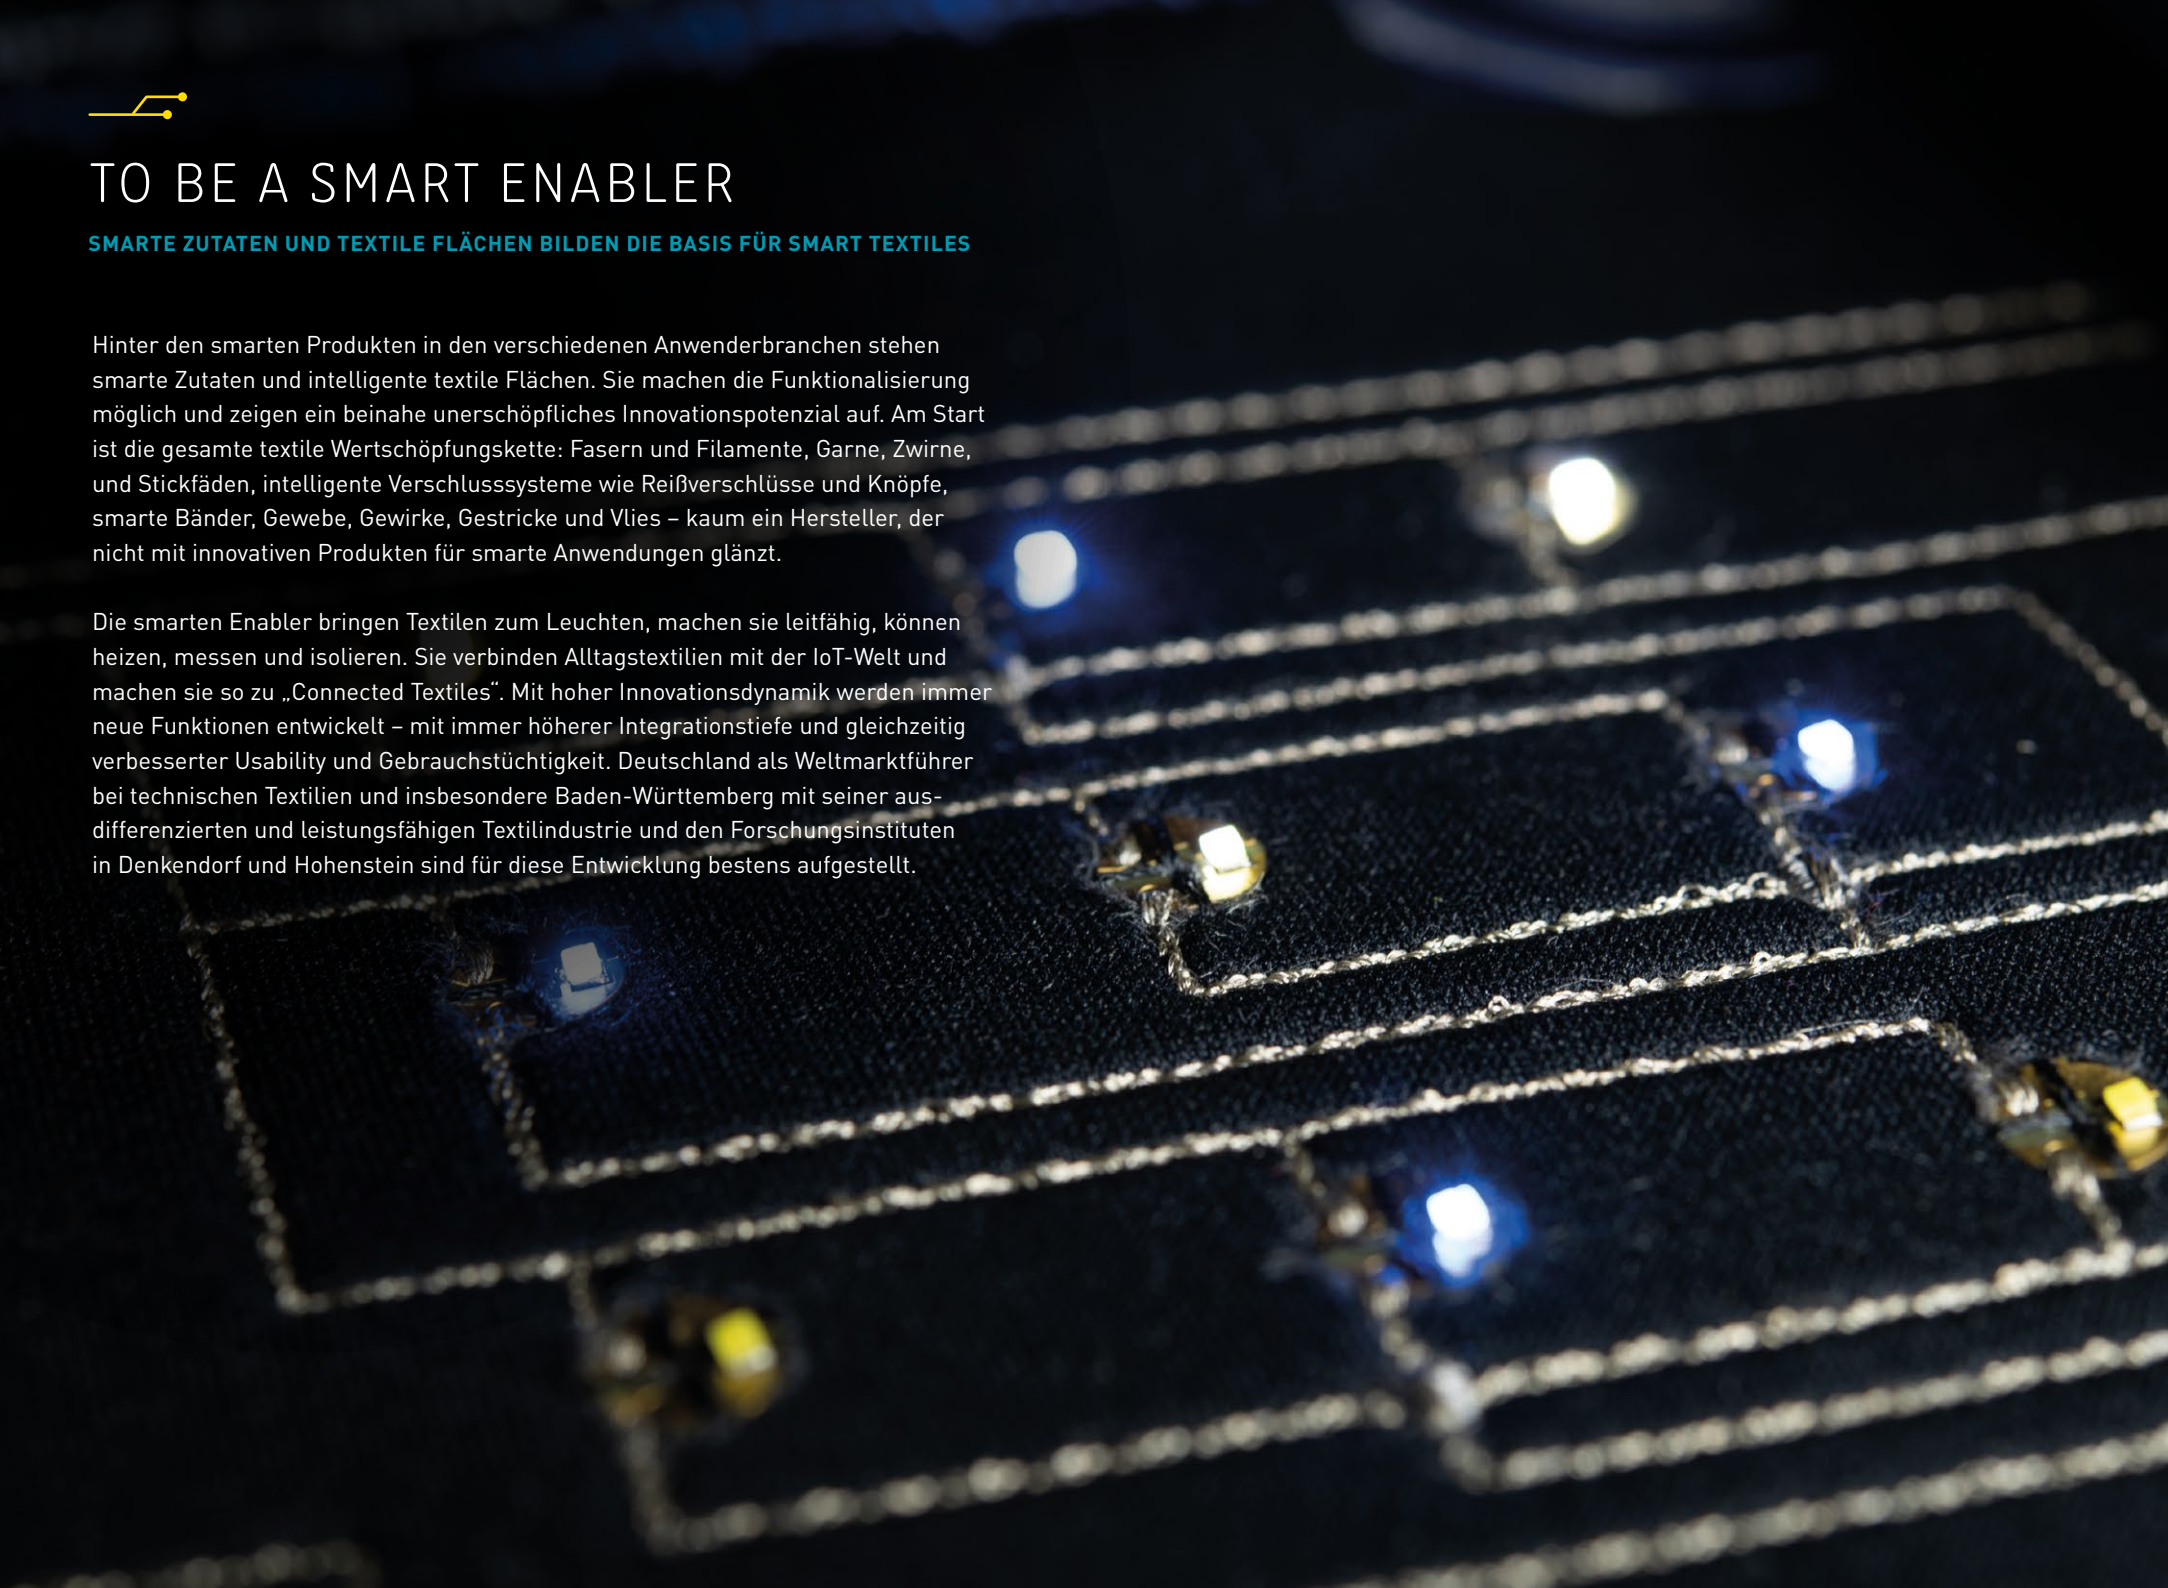 TO BE A SMART ENABLER
SMARTE ZUTATEN UND TEXTILE FLÄCHEN BILDEN DIE BASIS FÜR SMART TEXTILES
Hinter den smarten Produkten in den verschiedenen Anwenderbranchen stehen
smarte Zutaten und intelligente textile Flächen. Sie machen die Funktionalisierung
möglich und zeigen ein beinahe unerschöpfliches Innovationspotenzial auf. Am Start
ist die gesamte textile Wertschöpfungskette: Fasern und Filamente, Garne, Zwirne,
und Stickfäden, intelligente Verschlusssysteme wie Reißverschlüsse und Knöpfe,
smarte Bänder, Gewebe, Gewirke, Gestricke und Vlies – kaum ein Hersteller, der
nicht mit innovativen Produkten für smarte Anwendungen glänzt.
Die smarten Enabler bringen Textilen zum Leuchten, machen sie leitfähig, können
heizen, messen und isolieren. Sie verbinden Alltagstextilien mit der IoT-Welt und
machen sie so zu „Connected Textiles“. Mit hoher Innovationsdynamik werden immer
neue Funktionen entwickelt – mit immer höherer Integrationstiefe und gleichzeitig
verbesserter Usability und Gebrauchstüchtigkeit. Deutschland als Weltmarktführer
bei technischen Textilien und insbesondere Baden-Württemberg mit seiner aus-
differenzierten und leistungsfähigen Textilindustrie und den Forschungsinstituten
in Denkendorf und Hohenstein sind für diese Entwicklung bestens aufgestellt.